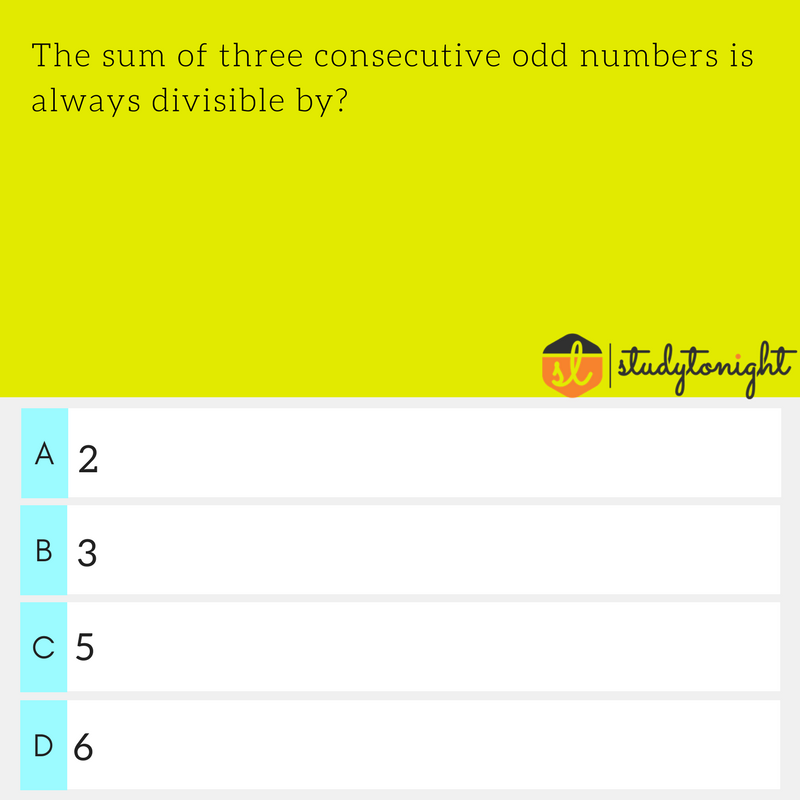 The sum of three consecutive odd numbers is
always divisible by?
sl studytonight
A 2
B 3
C 5
D 6